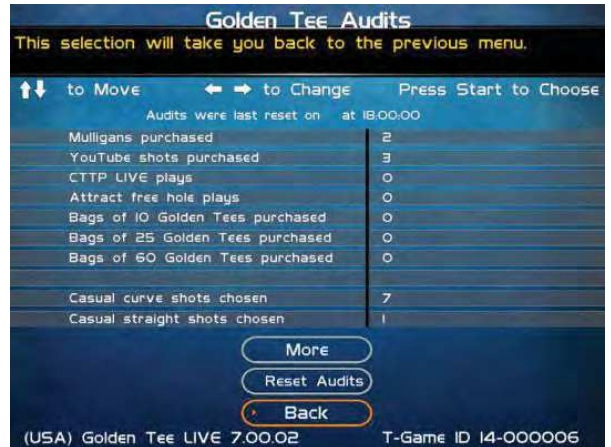 Golden Tee Audits
This selection will take you back to the previous menu.
to Move to Change Press Start to Choose
Audits were last reset on at 18:00:00
Mulligans purchased 2
YouTube shots purchased 3
CTTP LIVE plays 0
Attract free hole plays 0
Bags of 10 Golden Tees purchased 0
Bags of 25 Golden Tees purchased 0
Bags of 60 Golden Tees purchased 0
Casual curve shots chosen 7
Casual straight shots chosen 1
More
Reset Audits
Back
(USA) Golden Tee LIVE 7.00.02 T-Game ID 14-000006